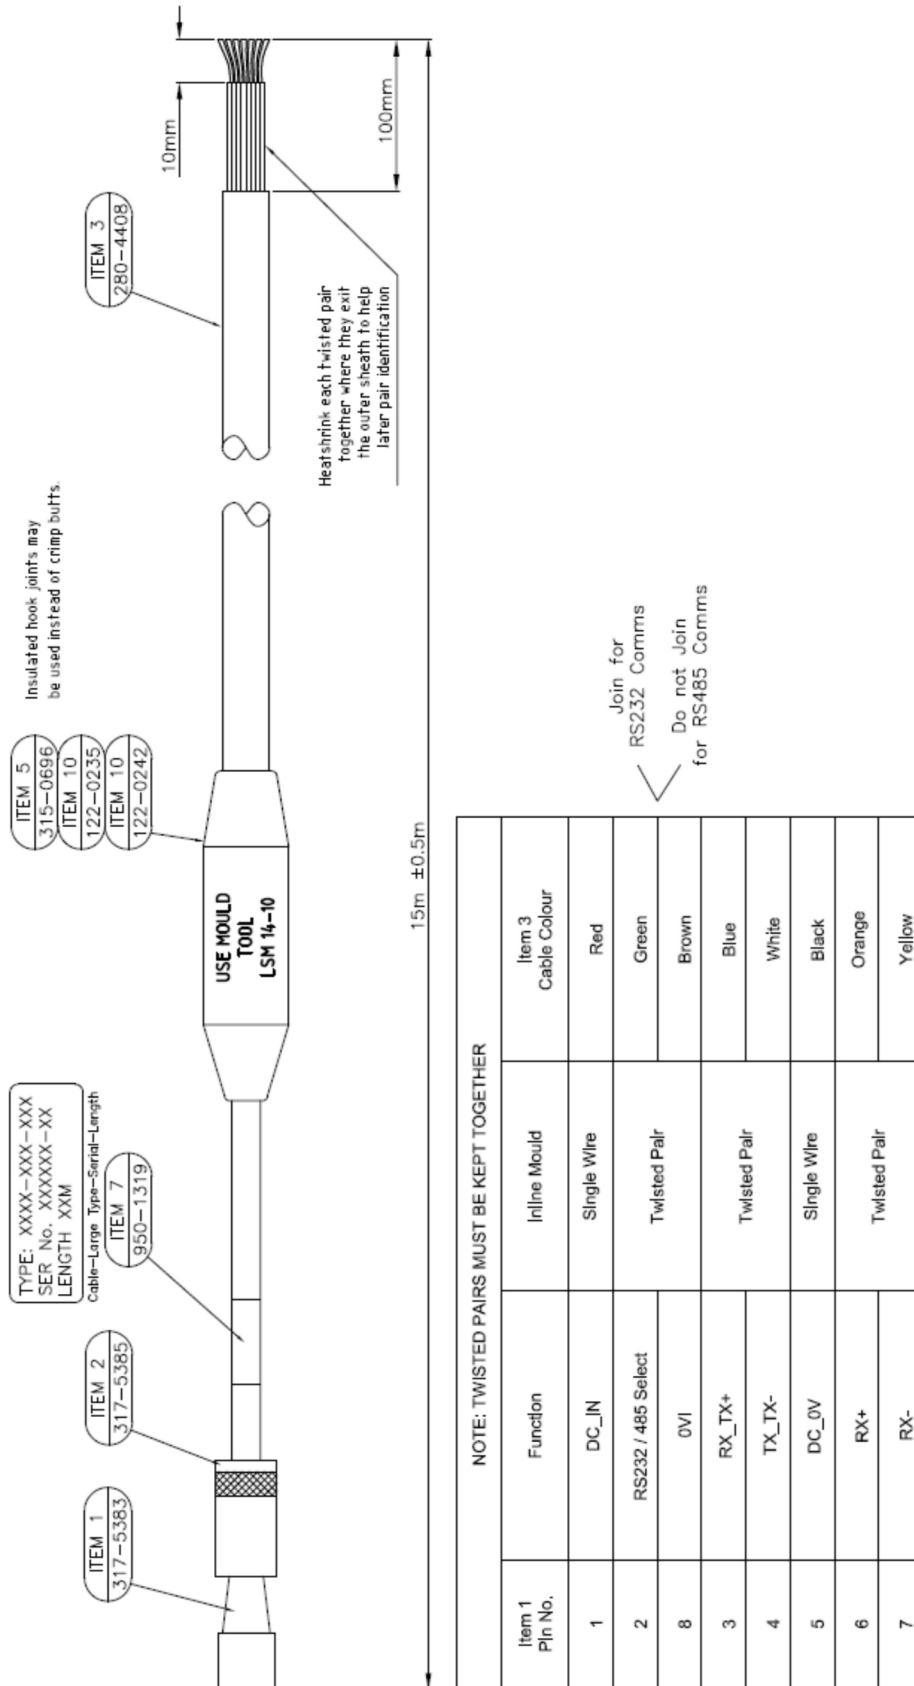 ITEM 1
317-5383
ITEM 2
317-5385
TYPE: XXXX-XXX-XXX
SER No. XXXXXX-XX
LENGTH XXM
Cable-Large Type-Serial-Length
ITEM 7
950-1319
ITEM 5
315-0696
ITEM 10
122-0235
ITEM 10
122-0242
Insulated hook joints may
be used instead of crimp butts.
ITEM 3
280-4408
10mm
USE MOULD
TOOL
LSM 14-10
Heatshrink each twisted pair
together where they exit
the outer sheath to help
later pair identification
100mm
15m ±0.5m
NOTE: TWISTED PAIRS MUST BE KEPT TOGETHER
Item 1 Pin No. Function Inline Mould Item 3 Cable Colour
1 DC_IN Single Wire Red
2 RS232 / 485 Select Twisted Pair Green
8 0VI Brown
3 RX_TX+ Twisted Pair Blue
4 TX_TX- White
5 DC_0V Single Wire Black
6 RX+ Twisted Pair Orange
7 RX- Yellow
Join for
RS232 Comms
Do not Join
for RS485 Comms